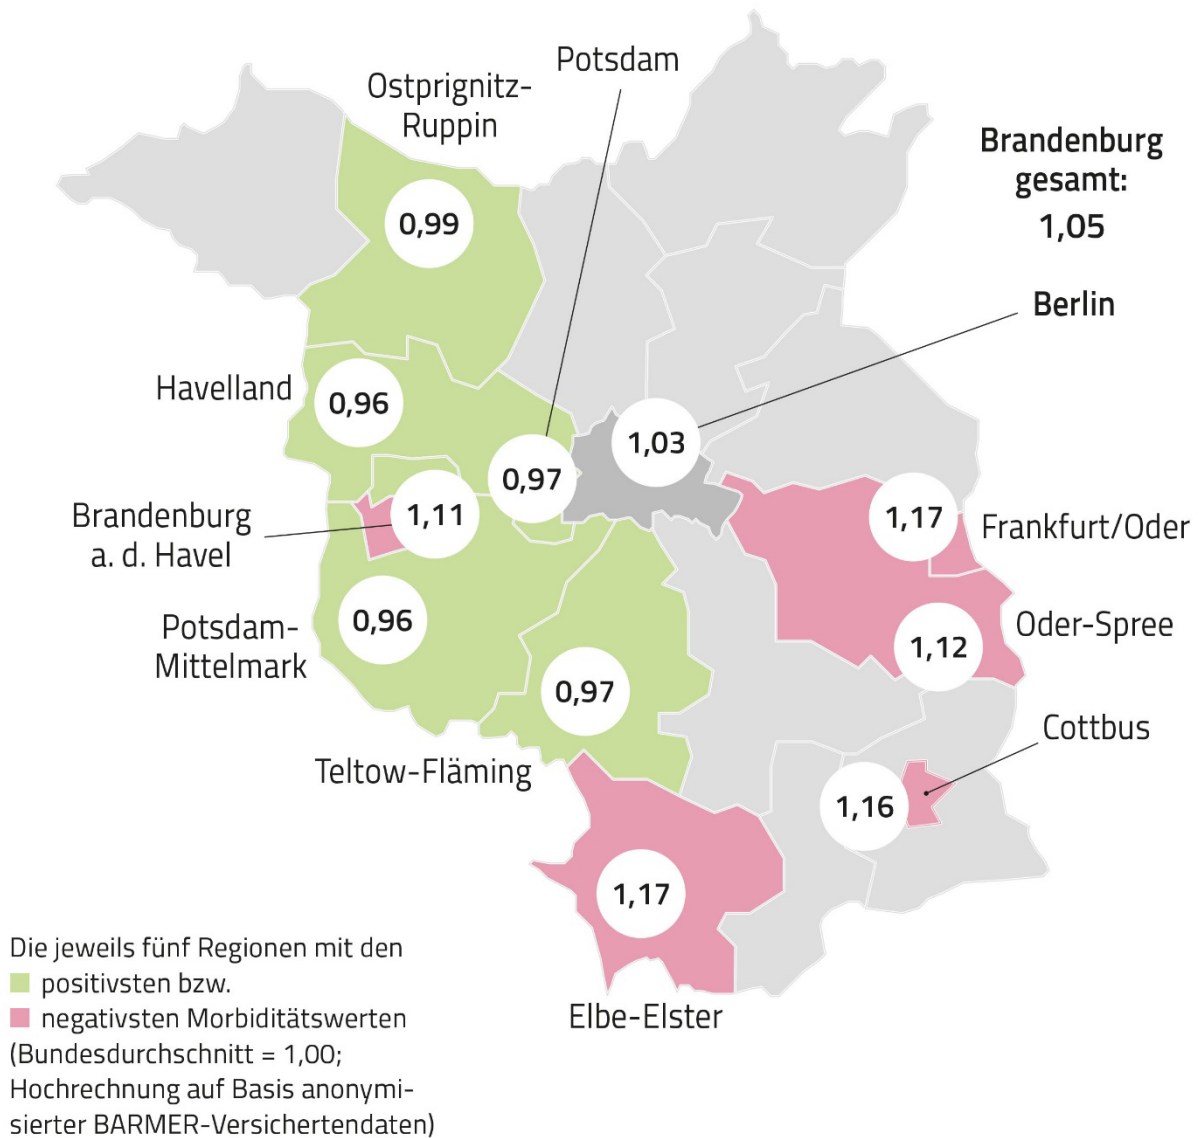 Potsdam
Ostprignitz-
Ruppin
Brandenburg
gesamt:
1,05
0,99
Berlin
Havelland
0,96
1,03
0,97
Brandenburg
a. d. Havel
1,11
1,17
Frankfurt/Oder
Potsdam-
Mittelmark
0,96
Oder-Spree
1,12
0,97
Cottbus
Teltow-Fläming
1,16
1,17
Elbe-Elster
Die jeweils fünf Regionen mit den
positivsten bzw.
negativsten Morbiditätswerten
(Bundesdurchschnitt = 1,00;
Hochrechnung auf Basis anonymi-
sierter BARMER-Versichertendaten)